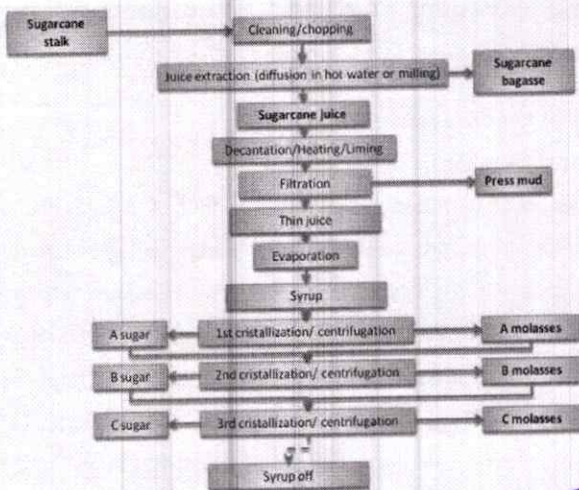 Sugarcane
stalk
Cleaning/chopping
Juice extraction (diffusion in hot water or milling)
Sugarcane
bagasse
Sugarcane juice
Decantation/Heating/Liming
Filtration
Press mud
Thin juice
Evaporation
Syrup
A sugar
1st cristallization/ centrifugation
A molasses
B sugar
2nd cristallization/ centrifugation
B molasses
C sugar
3rd cristallization/ centrifugation
C molasses
Syrup off